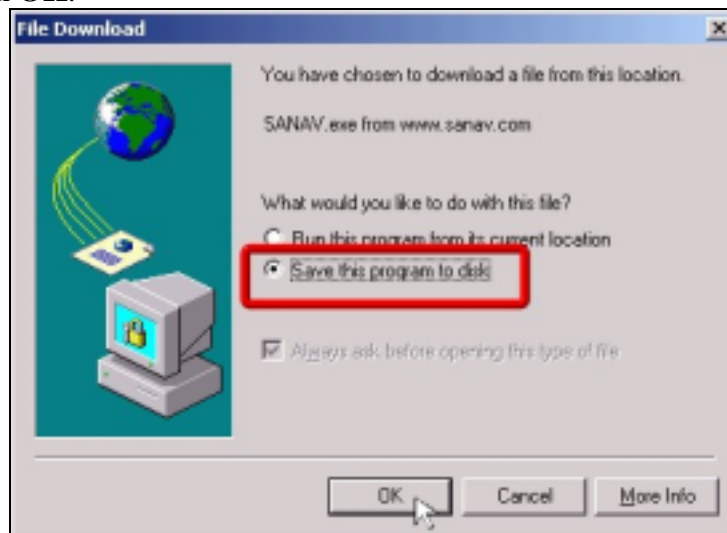 File Download
You have chosen to download a file from this location.
SANAV.exe from www.sanav.com
What would you like to do with this file?
Run this program from its current location
Save this program to disk
Always ask before opening this type of file
OK
Cancel
More Info